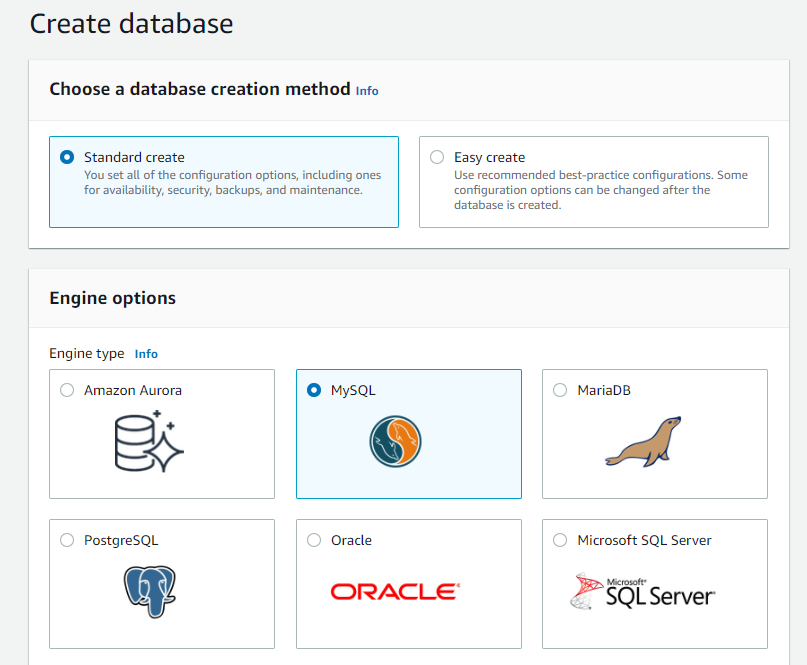 Create database
Choose a database creation method Info
Standard create
You set all of the configuration options, including ones
for availability, security, backups, and maintenance.
Easy create
Use recommended best-practice configurations. Some
configuration options can be changed after the
database is created.
Engine options
Engine type Info
Amazon Aurora
MySQL
MariaDB
PostgreSQL
Oracle
ORACLE®
Microsoft SQL Server
Microsoft®
SQL Server®